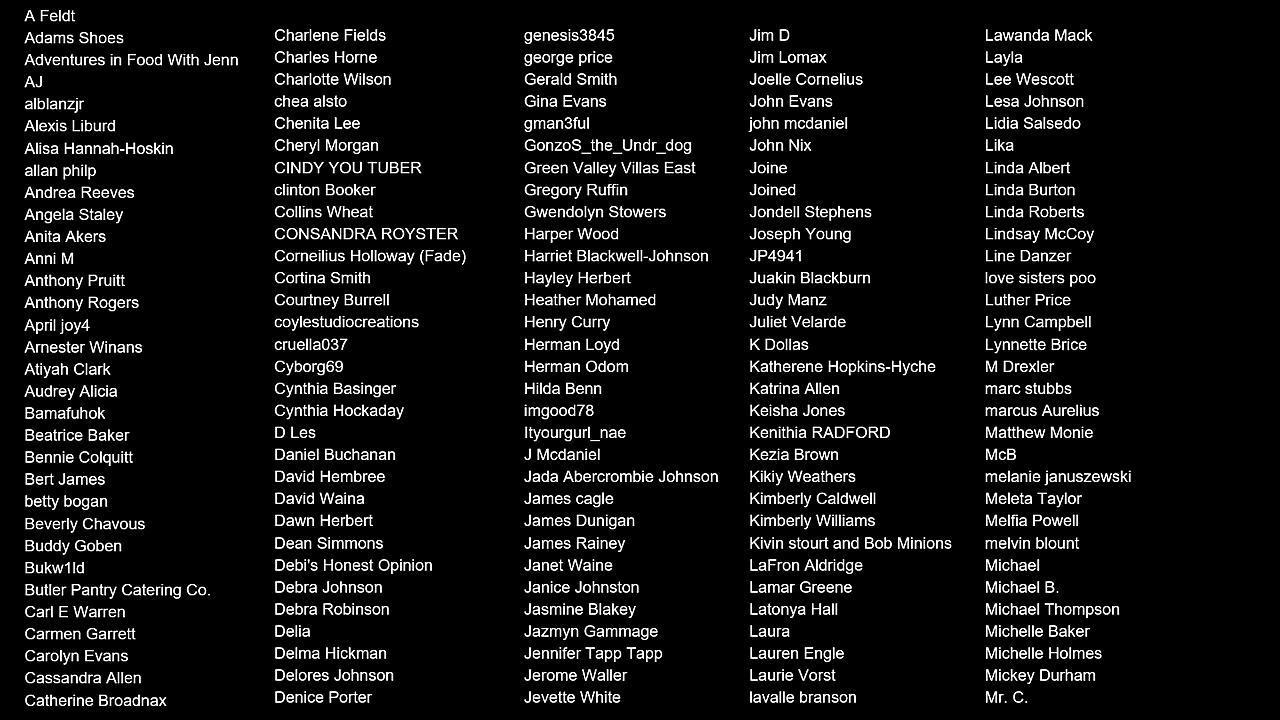 A Feldt
Adams Shoes
Adventures in Food With Jenn
AJ
alblanzjr
Alexis Liburd
Alisa Hannah-Hoskin
allan philp
Andrea Reeves
Angela Staley
Anita Akers
Anni M
Anthony Pruitt
Anthony Rogers
April joy4
Arnester Winans
Atiyah Clark
Audrey Alicia
Bamafuhok
Beatrice Baker
Bennie Colquitt
Bert James
betty bogan
Beverly Chavous
Buddy Goben
Bukw1ld
Butler Pantry Catering Co.
Carl E Warren
Carmen Garrett
Carolyn Evans
Cassandra Allen
Catherine Broadnax
Charlene Fields
Charles Horne
Charlotte Wilson
chea alsto
Chenita Lee
Cheryl Morgan
CINDY YOU TUBER
clinton Booker
Collins Wheat
CONSANDRA ROYSTER
Corneilius Holloway (Fade)
Cortina Smith
Courtney Burrell
coylestudiocreations
cruella037
Cyborg69
Cynthia Basinger
Cynthia Hockaday
D Les
Daniel Buchanan
David Hembree
David Waina
Dawn Herbert
Dean Simmons
Debi's Honest Opinion
Debra Johnson
Debra Robinson
Delia
Delma Hickman
Delores Johnson
Denice Porter
genesis3845
george price
Gerald Smith
Gina Evans
gman3ful
GonzoS_the_Undr_dog
Green Valley Villas East
Gregory Ruffin
Gwendolyn Stowers
Harper Wood
Harriet Blackwell-Johnson
Hayley Herbert
Heather Mohamed
Henry Curry
Herman Loyd
Herman Odom
Hilda Benn
imgood78
Ityourgurl_nae
J Mcdaniel
Jada Abercrombie Johnson
James cagle
James Dunigan
James Rainey
Janet Waine
Janice Johnston
Jasmine Blakey
Jazmyn Gammage
Jennifer Tapp Tapp
Jerome Waller
Jevette White
Jim D
Jim Lomax
Joelle Cornelius
John Evans
john mcdaniel
John Nix
Joine
Joined
Jondell Stephens
Joseph Young
JP4941
Juakin Blackburn
Judy Manz
Juliet Velarde
K Dollas
Katherene Hopkins-Hyche
Katrina Allen
Keisha Jones
Kenithia RADFORD
Kezia Brown
Kikiy Weathers
Kimberly Caldwell
Kimberly Williams
Kivin stourt and Bob Minions
LaFron Aldridge
Lamar Greene
Latonya Hall
Laura
Lauren Engle
Laurie Vorst
lavalle branson
Lawanda Mack
Layla
Lee Wescott
Lesa Johnson
Lidia Salsedo
Lika
Linda Albert
Linda Burton
Linda Roberts
Lindsay McCoy
Line Danzer
love sisters poo
Luther Price
Lynn Campbell
Lynnette Brice
M Drexler
marc stubbs
marcus Aurelius
Matthew Monie
McB
melanie januszewski
Meleta Taylor
Melfia Powell
melvin blount
Michael
Michael B.
Michael Thompson
Michelle Baker
Michelle Holmes
Mickey Durham
Mr. C.